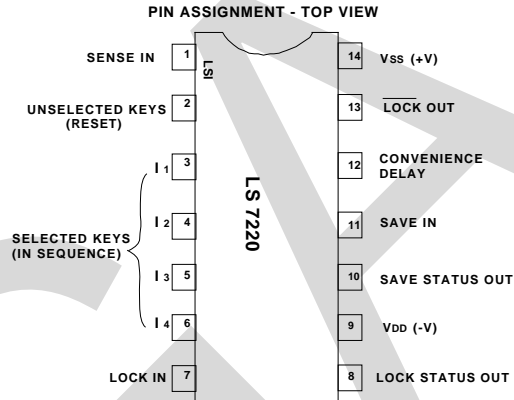 PIN ASSIGNMENT - TOP VIEW
SENSE IN
1
LSI
14
VSS (+V)
UNSELECTED KEYS
(RESET)
2
13
LOCK OUT
I 1
3
12
CONVENIENCE
DELAY
I 2
4
LS 7220
11
SAVE IN
SELECTED KEYS
(IN SEQUENCE)
I 3
5
10
SAVE STATUS OUT
I 4
6
9
VDD (-V)
LOCK IN
7
8
LOCK STATUS OUT